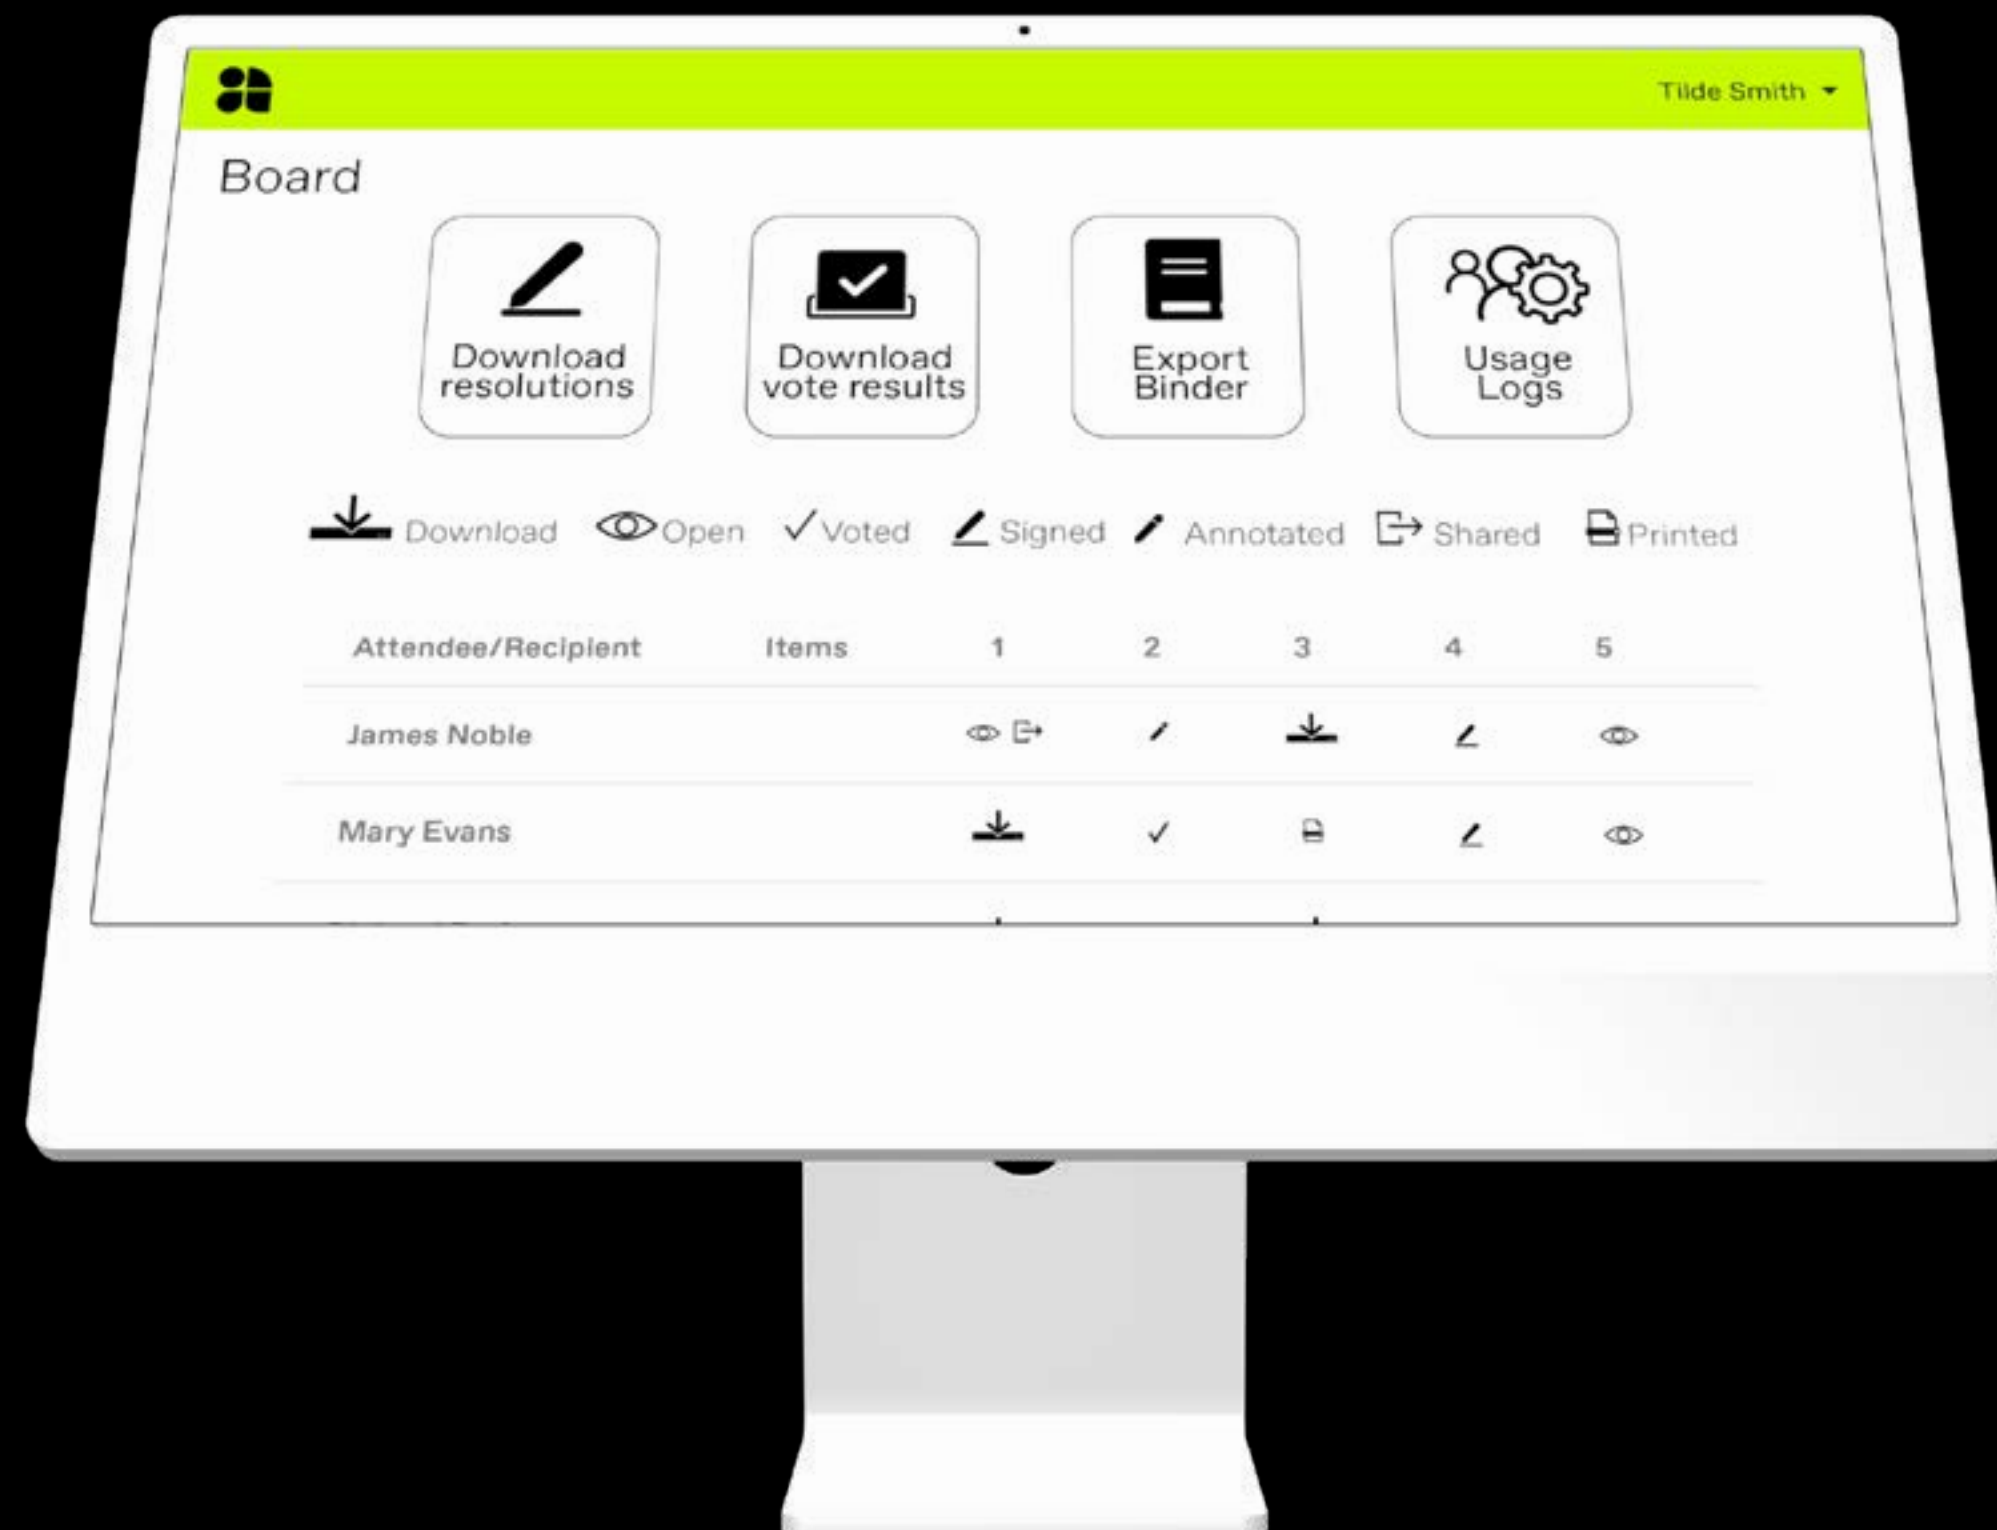 Tilde Smith
Board
Download
resolutions
Download
vote results
Export
Binder
Usage
Logs
Download Open Voted Signed Annotated Shared Printed
Attendee/Recipient Items 1 2 3 4 5
James Noble
Mary Evans